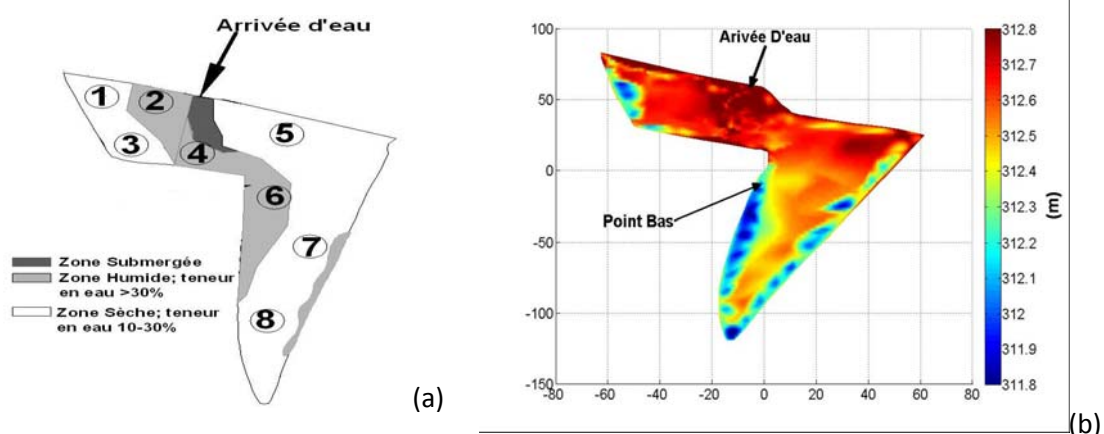 Arrivée d'eau
1
2
3
4
5
6
7
8
Zone Submergée
Zone Humide; teneur
en eau >30%
Zone Sèche; teneur
en eau 10-30%
(a)
100
50
0
-50
-100
-150
-80 -60 -40 -20 0 20 40 60 80
Arivée D'eau
Point Bas
312.8
312.7
312.6
312.5
312.4
312.3
312.2
312.1
312
311.9
311.8
(m)
(b)